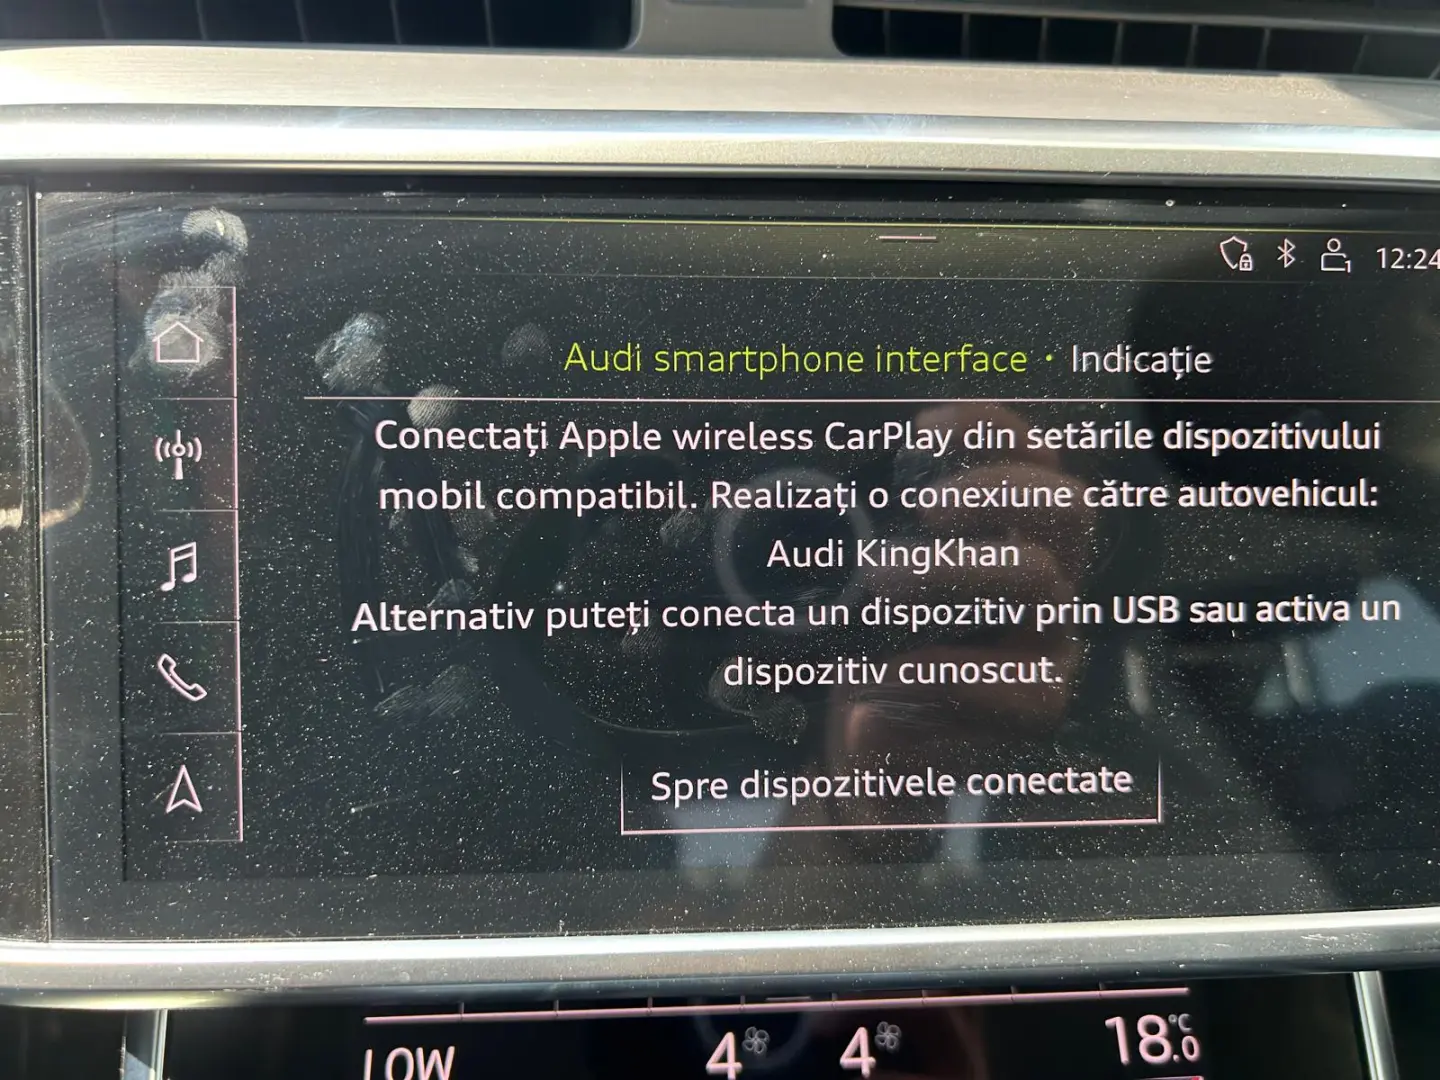 12:24
Audi smartphone interface • Indicație
Conectați Apple wireless CarPlay din setările dispozitivului
mobil compatibil. Realizați o conexiune către autovehicul:
Audi KingKhan
Alternativ puteți conecta un dispozitiv prin USB sau activa un
dispozitiv cunoscut.
Spre dispozitivele conectate
LOW 4 4 18.0 °C